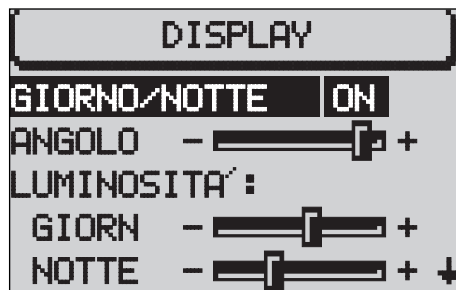 DISPLAY
GIORNO/NOTTE ON
ANGOLO - +
LUMINOSITA´:
GIORN - +
NOTTE - +